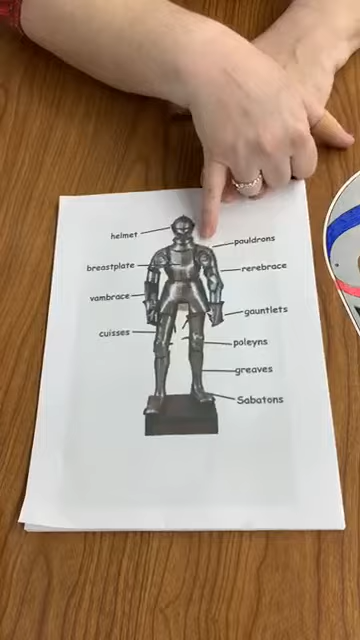 helmet
pauldrons
breastplate
rerebrace
vambrace
gauntlets
cuisses
poleyns
greaves
Sabatons